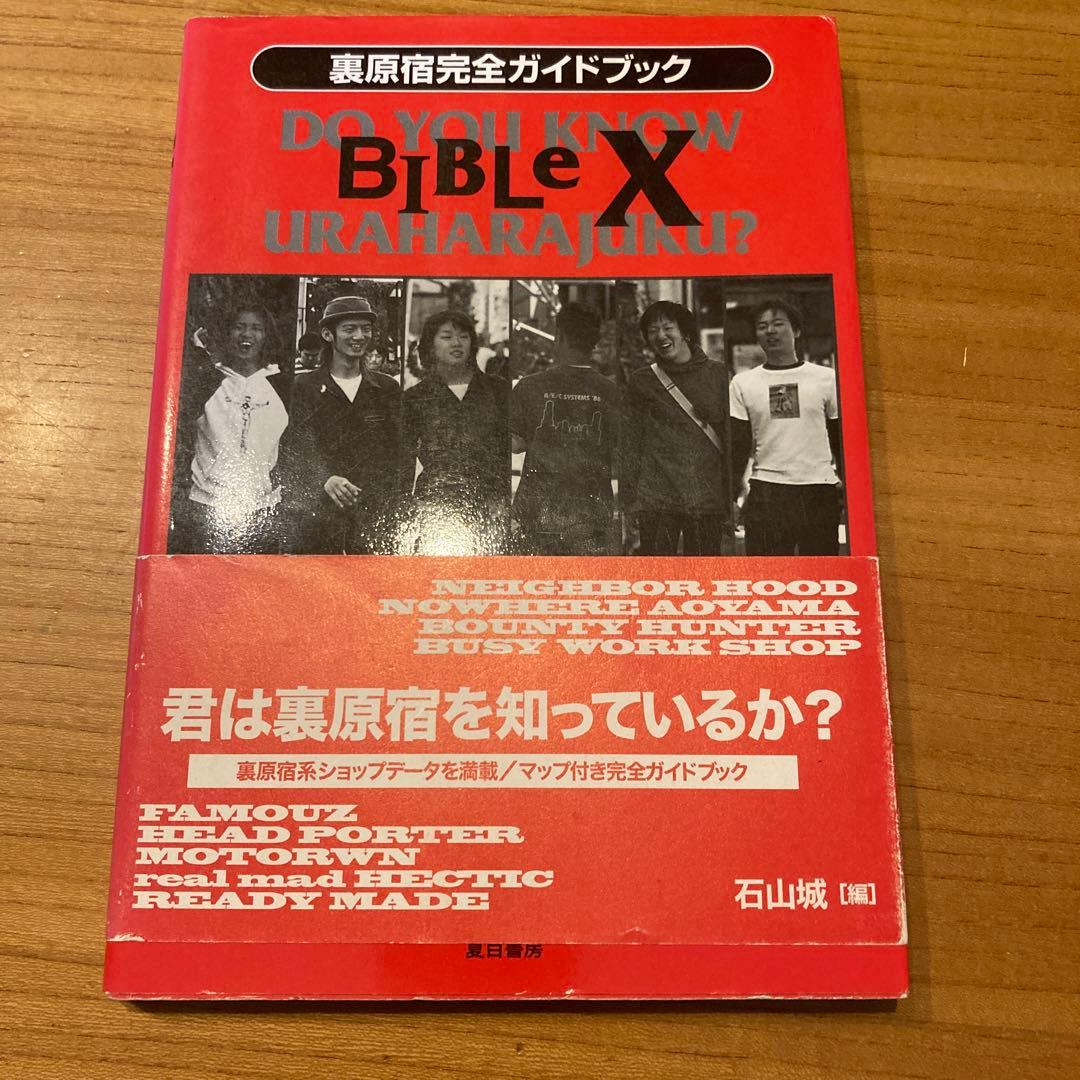 裏原宿完全ガイドブック
DO YOU KNOW
BIBLe X
URAHARAJUKU?
A/E/C SYSTEMS '86
NEIGHBOR HOOD
NOWHERE AOYAMA
BOUNTY HUNTER
BUSY WORK SHOP
君は裏原宿を知っているか?
裏原宿系ショップデータを満載/マップ付き完全ガイドブック
FAMOUZ
HEAD PORTER
MOTORWN
real mad HECTIC
READY MADE
石山城[編]
夏目書房